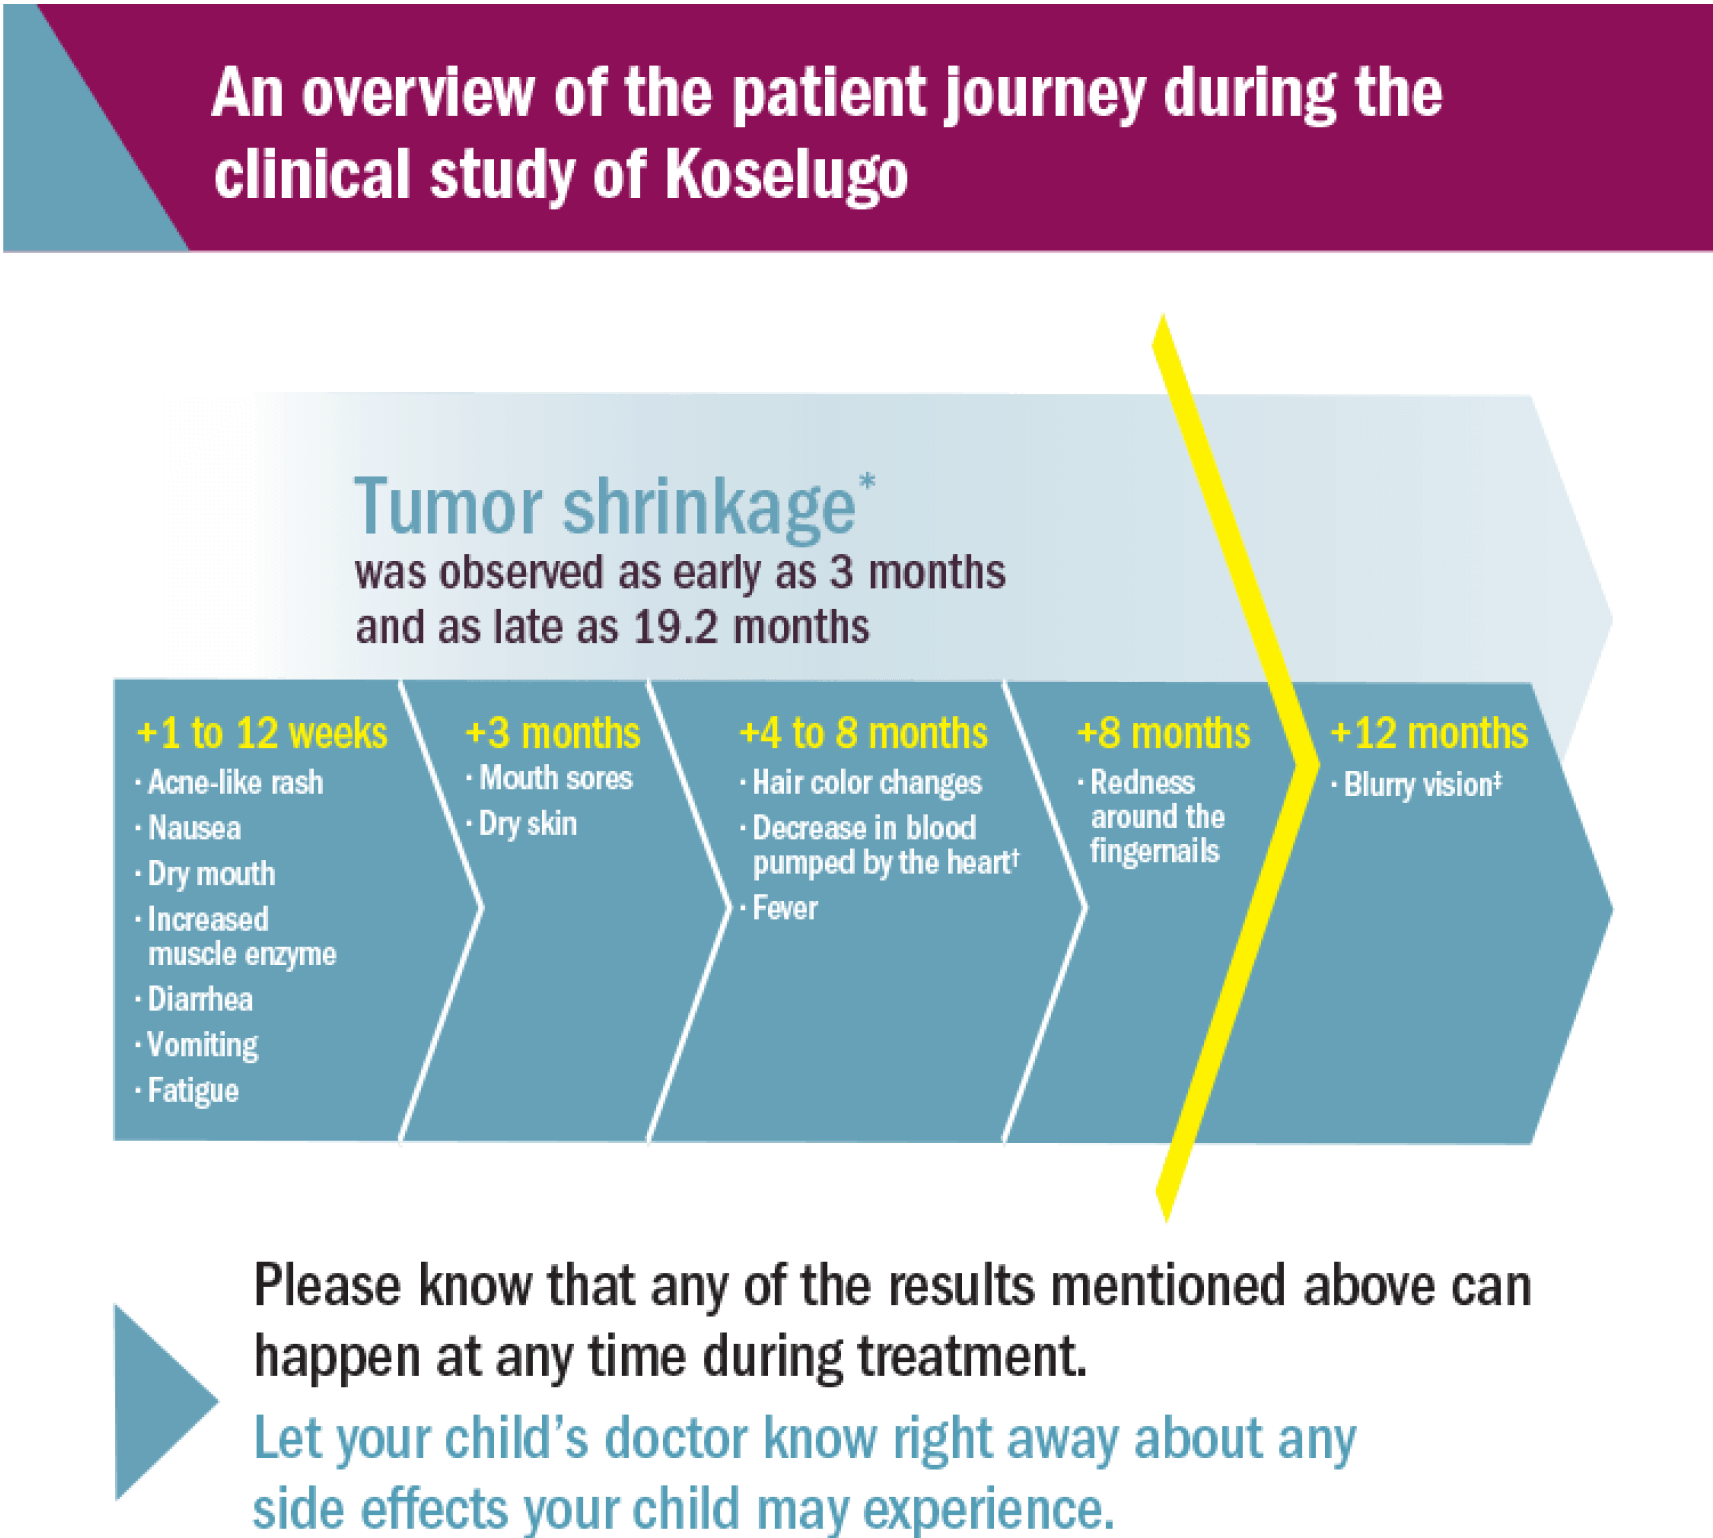 An overview of the patient journey during the
clinical study of Koselugo
Tumor shrinkage*
was observed as early as 3 months
and as late as 19.2 months
+1 to 12 weeks
· Acne-like rash
· Nausea
· Dry mouth
· Increased
muscle enzyme
· Diarrhea
· Vomiting
· Fatigue
+3 months
· Mouth sores
· Dry skin
+4 to 8 months
· Hair color changes
· Decrease in blood
pumped by the heart†
· Fever
+8 months
· Redness
around the
fingernails
+12 months
· Blurry vision‡
Please know that any of the results mentioned above can
happen at any time during treatment.
Let your child’s doctor know right away about any
side effects your child may experience.